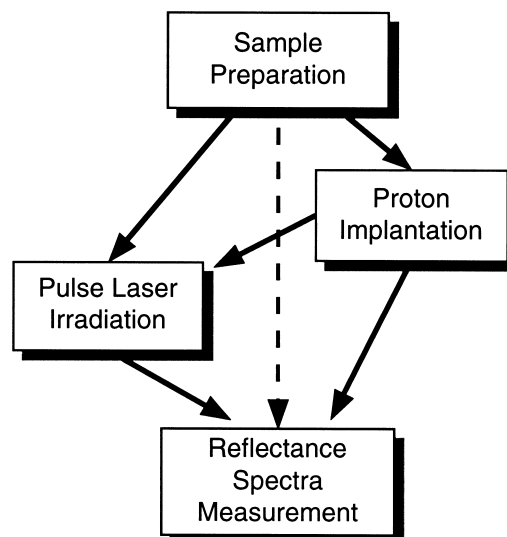 Sample
Preparation
Proton
Implantation
Pulse Laser
Irradiation
Reflectance
Spectra
Measurement